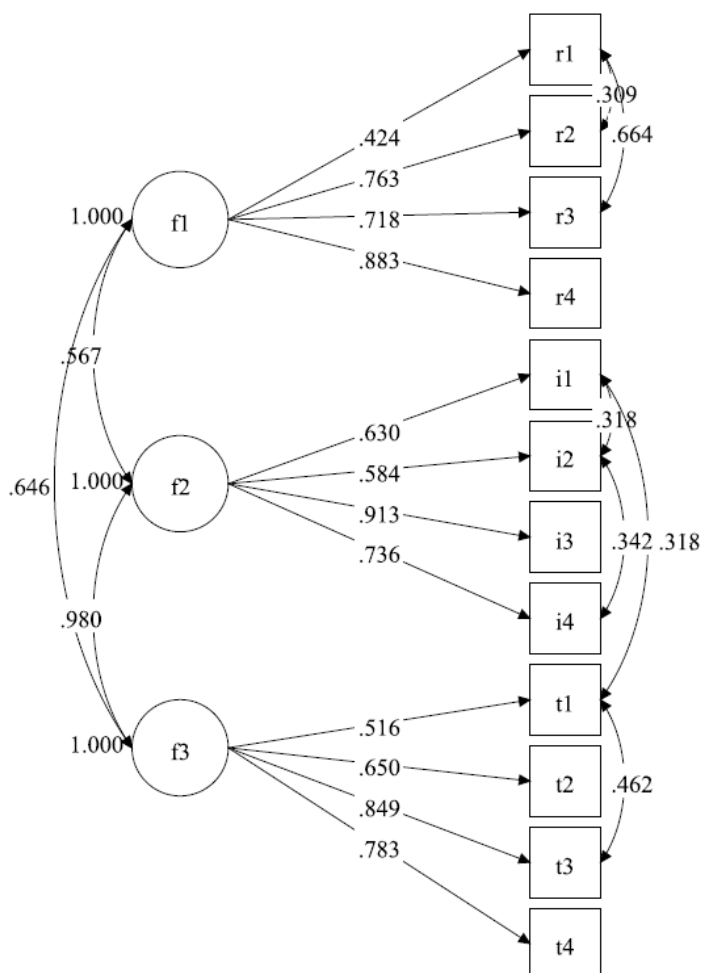 r1
.309
r2
.424
.664
.763
1.000
f1
r3
.718
.883
r4
.567
i1
.630
.318
.646
1.000
f2
i2
.584
.913
i3
.342
.318
.736
.980
i4
t1
.516
1.000
f3
.650
t2
.462
.849
.783
t3
t4